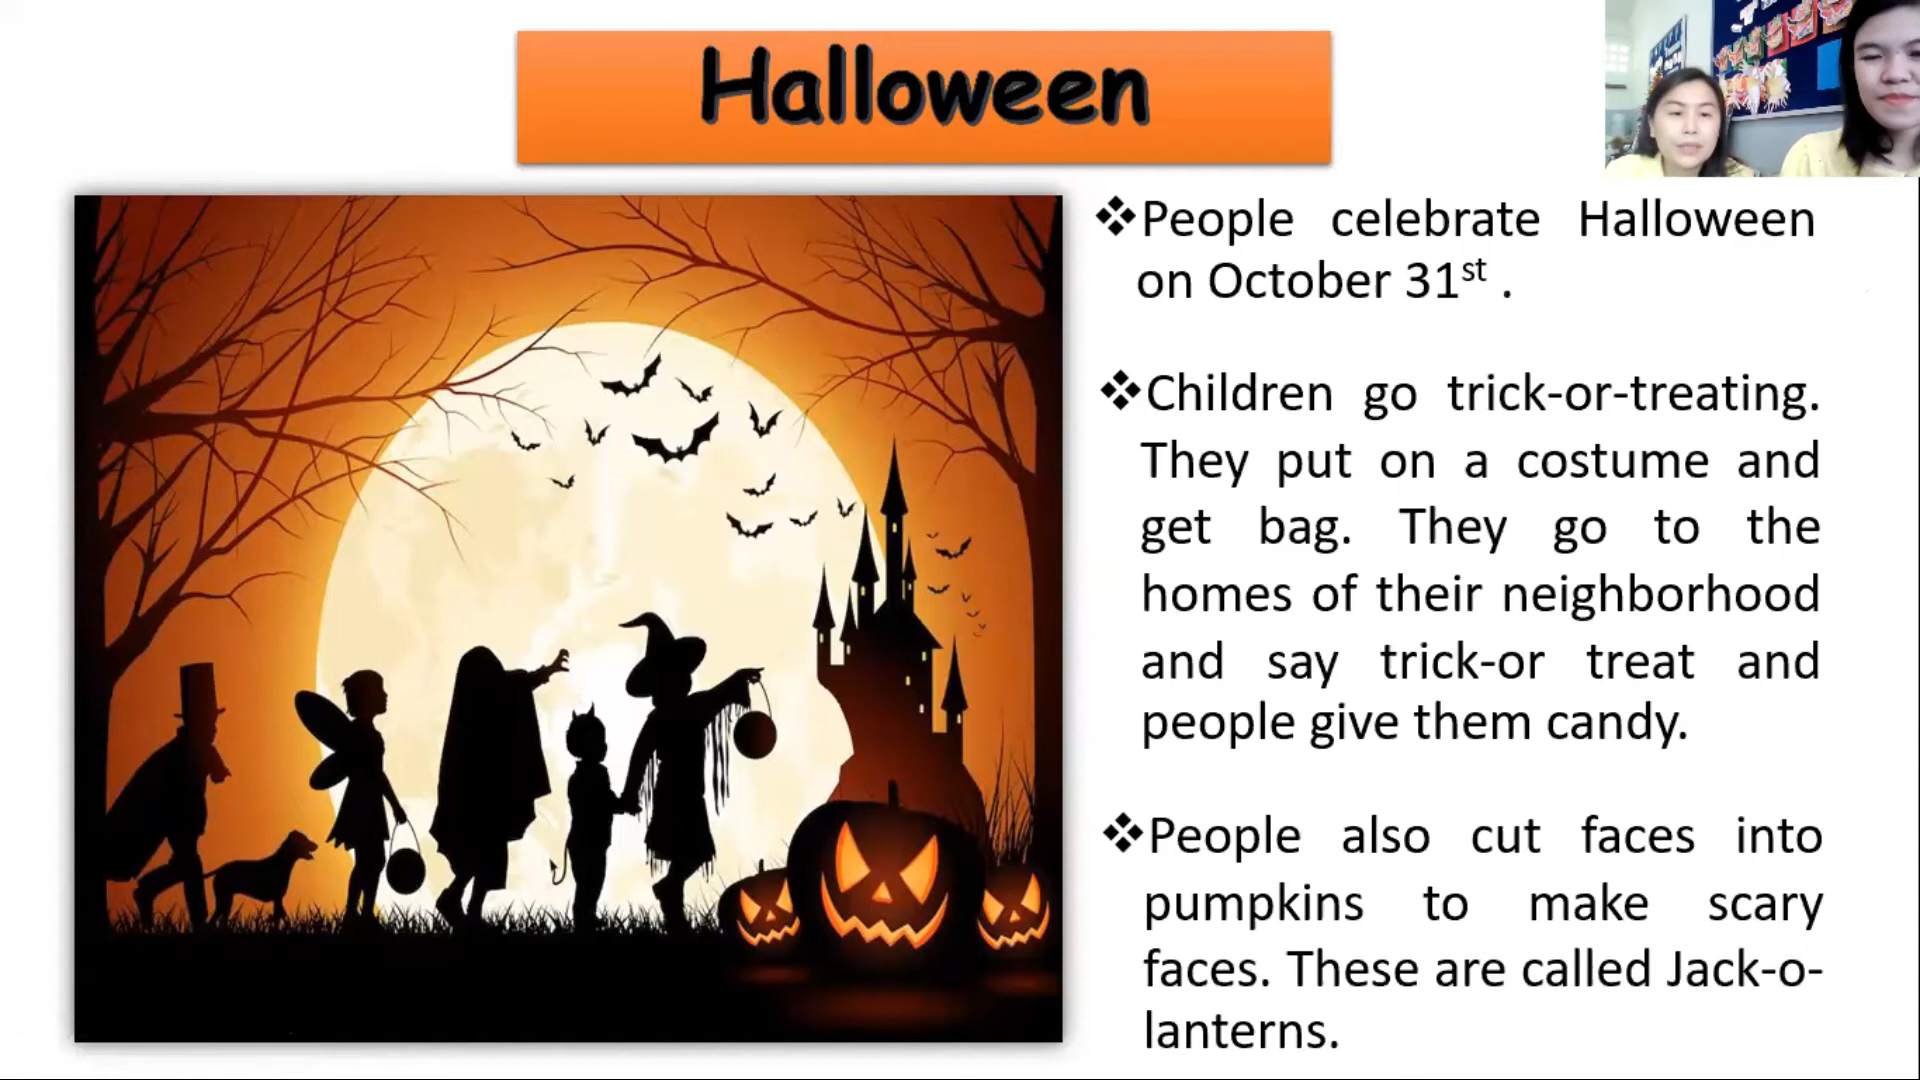 Halloween
❖People celebrate Halloween
on October 31st .
❖Children go trick-or-treating.
They put on a costume and
get bag. They go to the
homes of their neighborhood
and say trick-or treat and
people give them candy.
❖People also cut faces into
pumpkins to make scary
faces. These are called Jack-o-
lanterns.